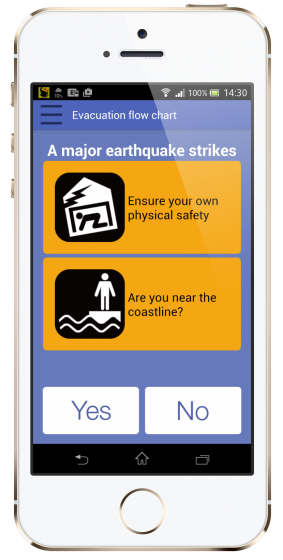 10%
100% 14:30
Evacuation flow chart
A major earthquake strikes
Ensure your own
physical safety
Are you near the
coastline?
Yes No